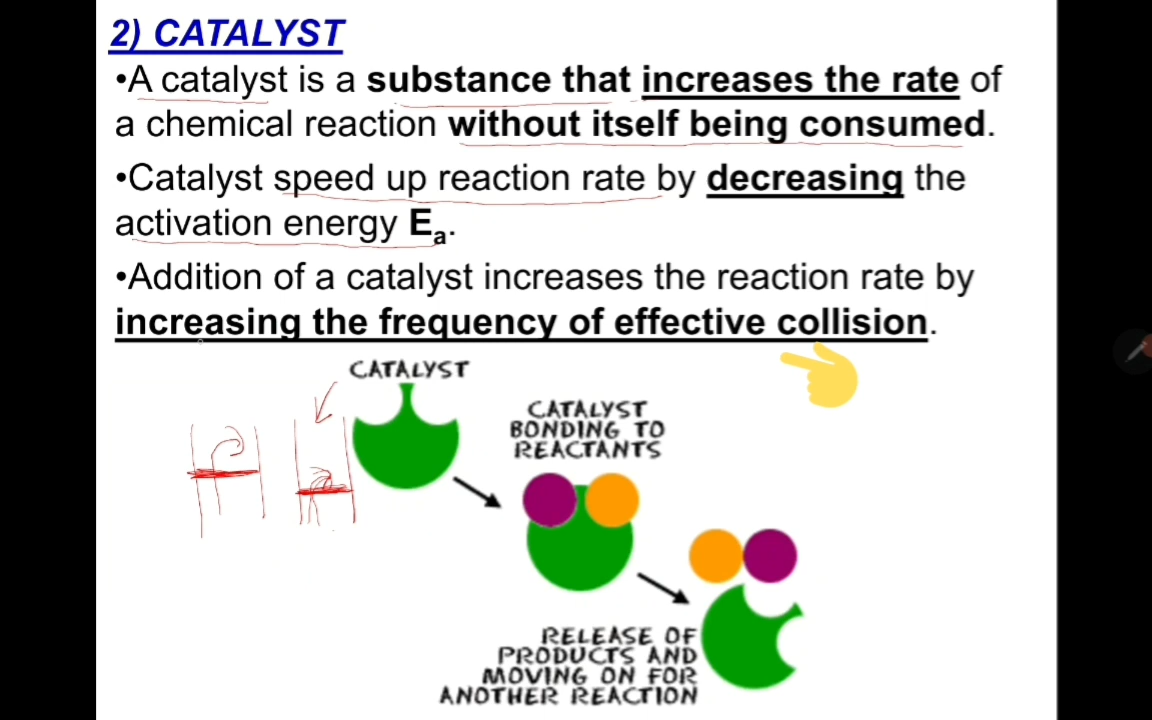 2) CATALYST
•A catalyst is a substance that increases the rate of
a chemical reaction without itself being consumed.
•Catalyst speed up reaction rate by decreasing the
activation energy Ea.
•Addition of a catalyst increases the reaction rate by
increasing the frequency of effective collision.
CATALYST
CATALYST
BONDING TO
REACTANTS
RELEASE OF
PRODUCTS AND
MOVING ON FOR
ANOTHER REACTION